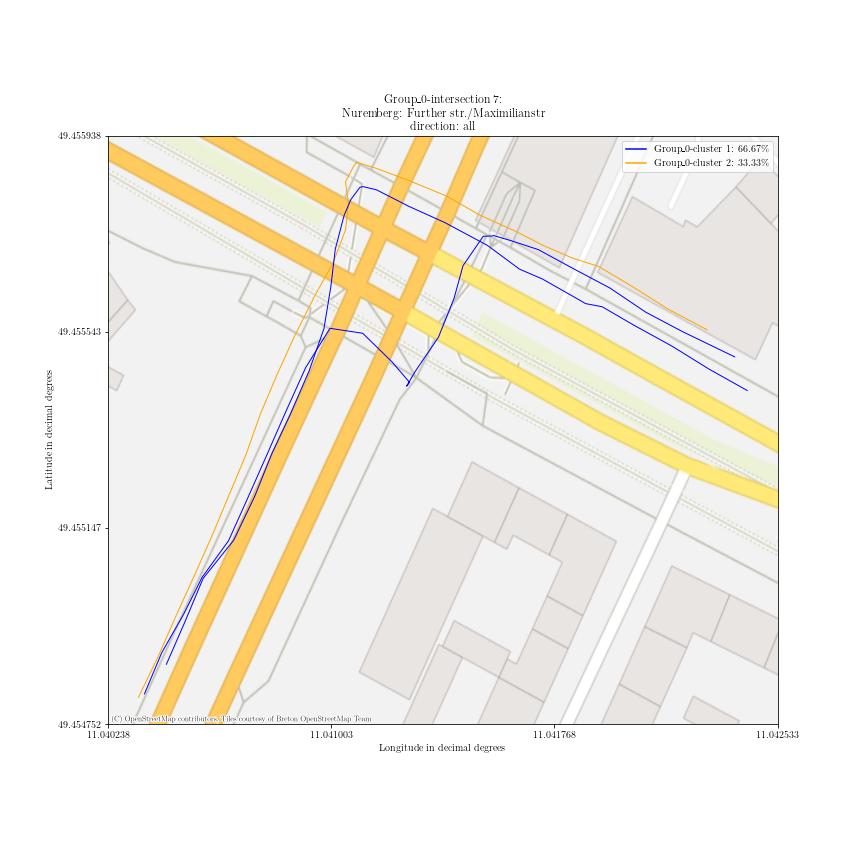 Group_0-intersection 7:
Nuremberg: Further str./Maximilianstr
direction: all
Group_0-cluster 1: 66.67%
Group_0-cluster 2: 33.33%
49.455938
49.455543
49.455147
49.454752
Latitude in decimal degrees
(C) OpenStreetMap contributors, Tiles courtesy of Breton OpenStreetMap Team
11.040238
11.041003
11.041768
11.042533
Longitude in decimal degrees